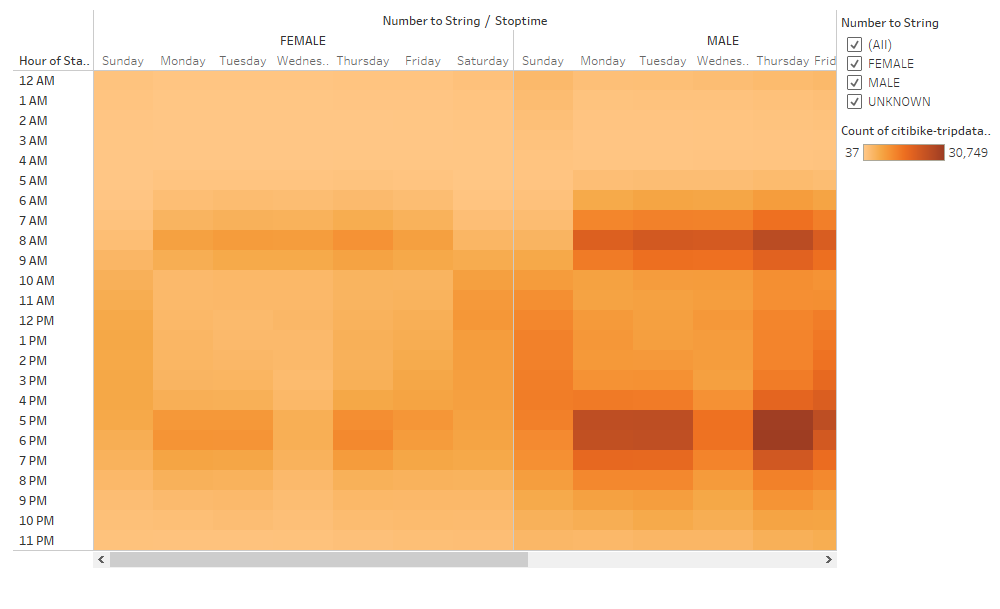 Number to String / Stoptime
FEMALE MALE
Hour of Sta.. Sunday Monday Tuesday Wednes.. Thursday Friday Saturday Sunday Monday Tuesday Wednes.. Thursday Frid
12 AM
1 AM
2 AM
3 AM
4 AM
5 AM
6 AM
7 AM
8 AM
9 AM
10 AM
11 AM
12 PM
1 PM
2 PM
3 PM
4 PM
5 PM
6 PM
7 PM
8 PM
9 PM
10 PM
11 PM
Number to String
(All)
FEMALE
MALE
UNKNOWN
Count of citibike-tripdata..
37 30,749